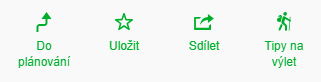 Do plánování
Uložit
Sdílet
Tipy na výlet